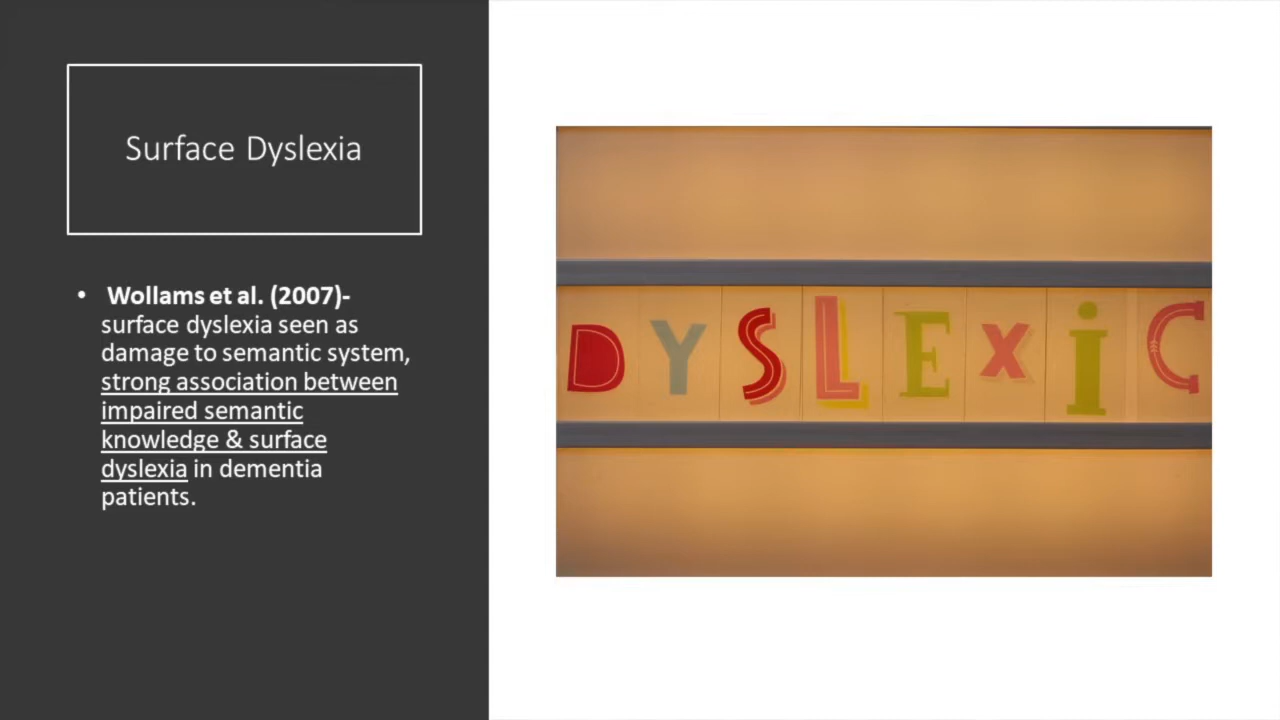 Surface Dyslexia
• Wollams et al. (2007)-
surface dyslexia seen as
damage to semantic system,
strong association between
impaired semantic
knowledge & surface
dyslexia in dementia
patients.
DYSLEXiC